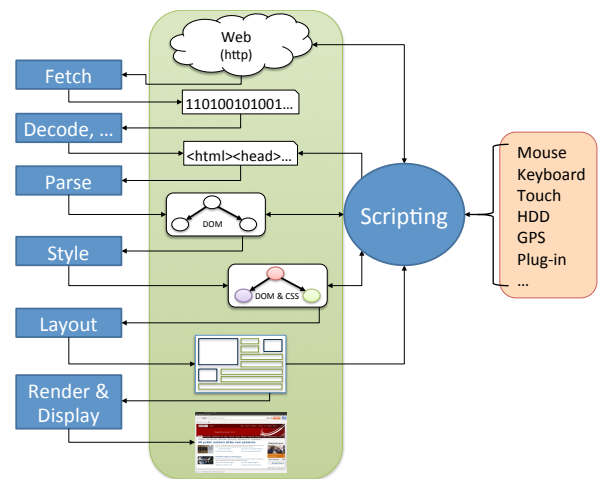 Web
(http)
Fetch
110100101001...
Decode, ...
<html><head>...
Parse
DOM
Style
DOM & CSS
Layout
Render &
Display
Scripting
Mouse
Keyboard
Touch
HDD
GPS
Plug-in
...